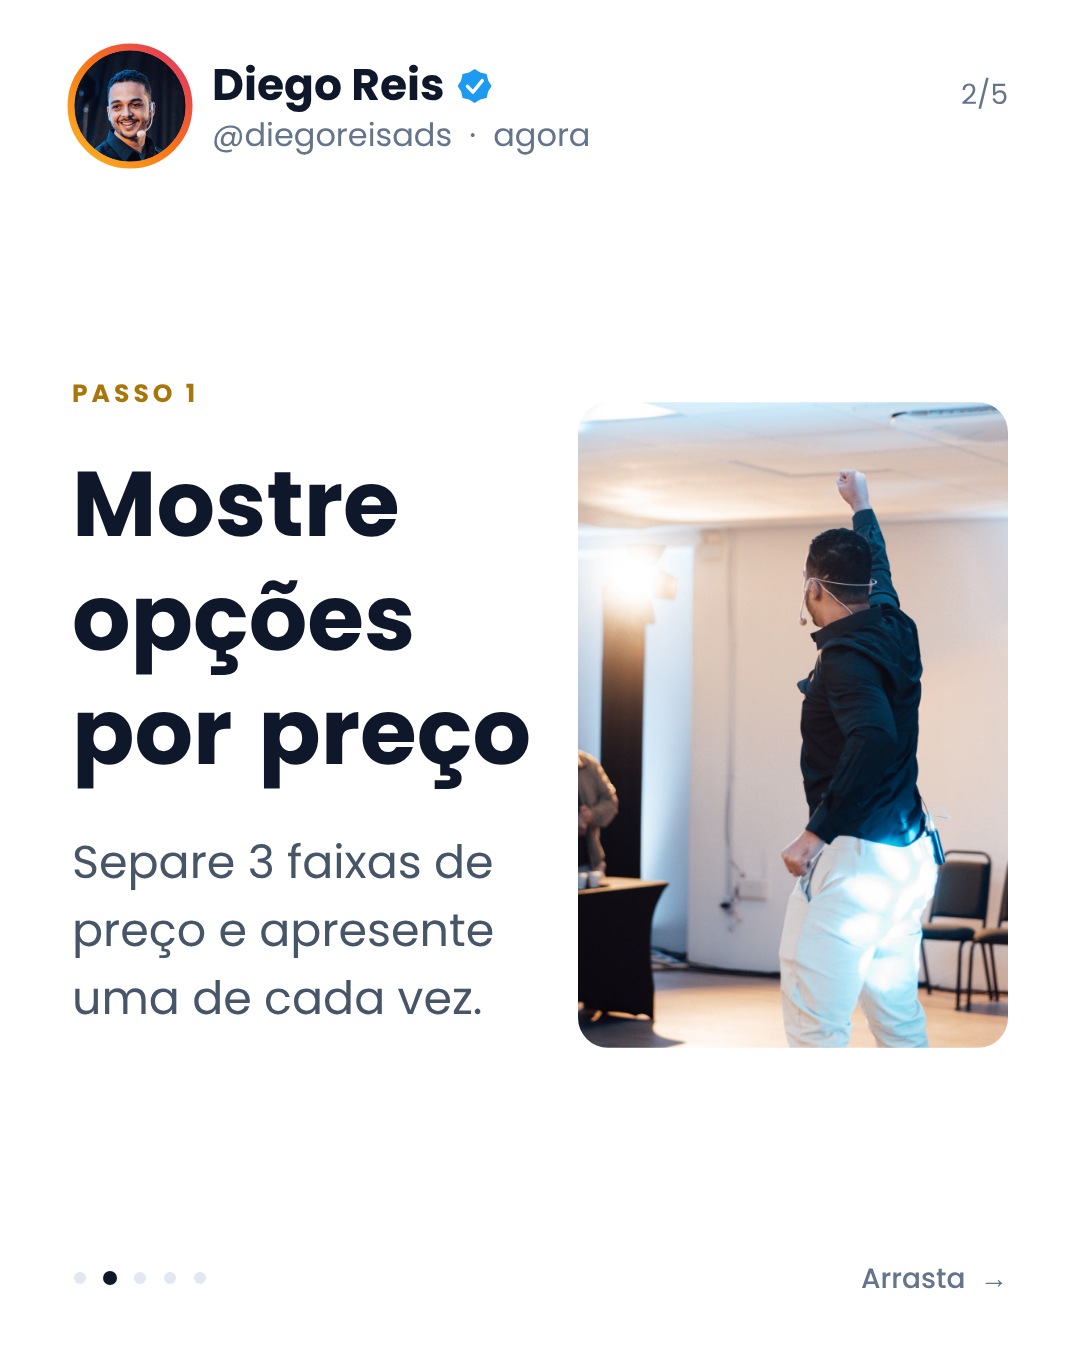 Diego Reis
@diegoreisads · agora
2/5
PASSO 1
Mostre
opções
por preço
Separe 3 faixas de
preço e apresente
uma de cada vez.
Arrasta →